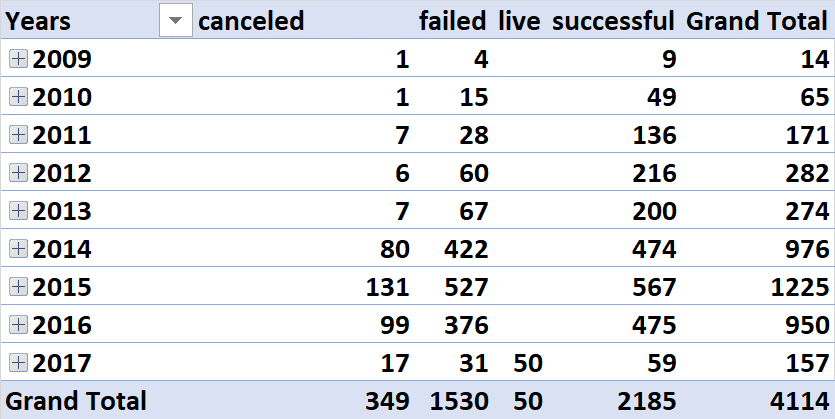 Years canceled failed live successful Grand Total
2009 1 4 9 14
2010 1 15 49 65
2011 7 28 136 171
2012 6 60 216 282
2013 7 67 200 274
2014 80 422 474 976
2015 131 527 567 1225
2016 99 376 475 950
2017 17 31 50 59 157
Grand Total 349 1530 50 2185 4114